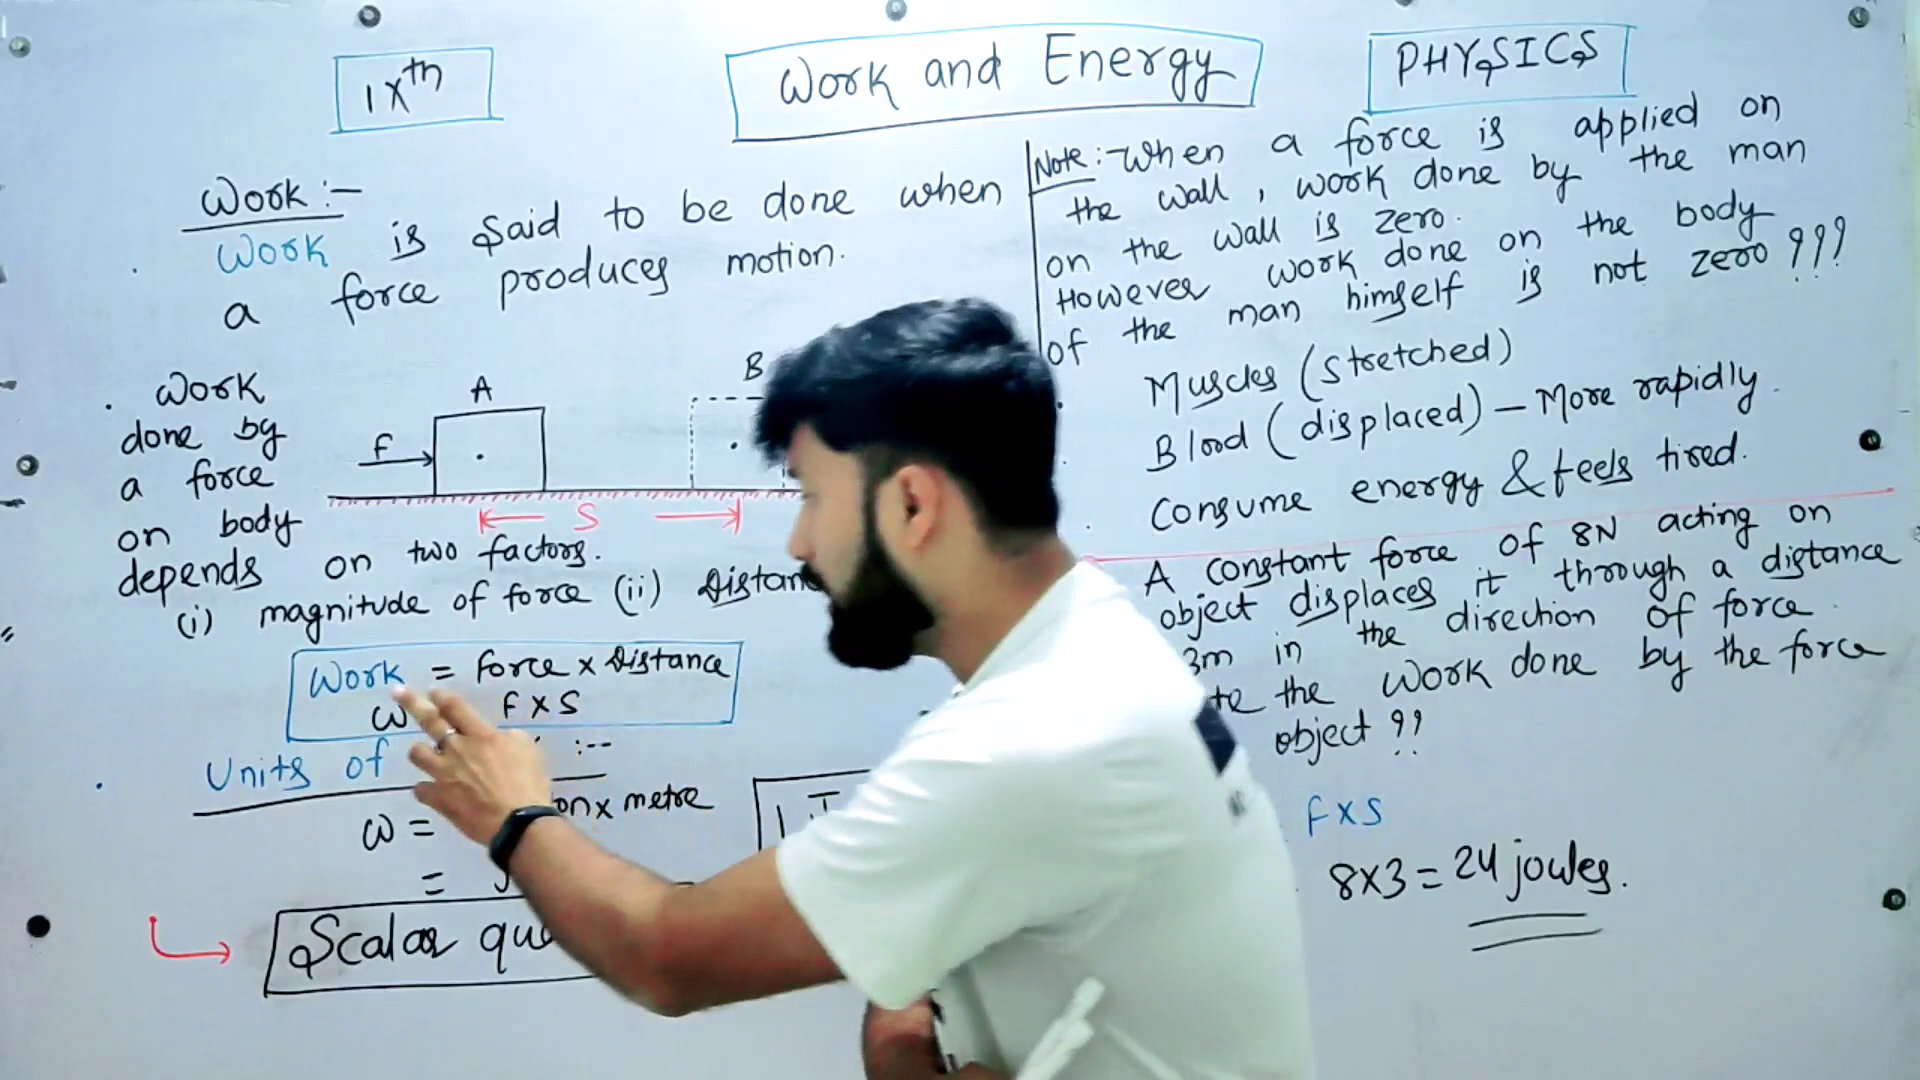 IXth
Work and Energy
PHYSICS
Work :-
Work is said to be done when
a force produces motion.
Work
done by
a force
on body
depends on two factors.
(i) magnitude of force (ii) Distan
A
B
F
S
Work = Force x Distance
W F x S
Units of :--
W = on x metre
=
Scalar qu
1 J
Note :- When a force is applied on
the wall, work done by the man
on the wall is zero.
However work done on the body
of the man himself is not zero ???
Muscles (stretched)
Blood (displaced) - More rapidly.
Consume energy & feels tired.
A constant force of 8N acting on
object displaces it through a distance
3m in the direction of force.
te the work done by the force
object ??
F x S
8x3 = 24 joules.